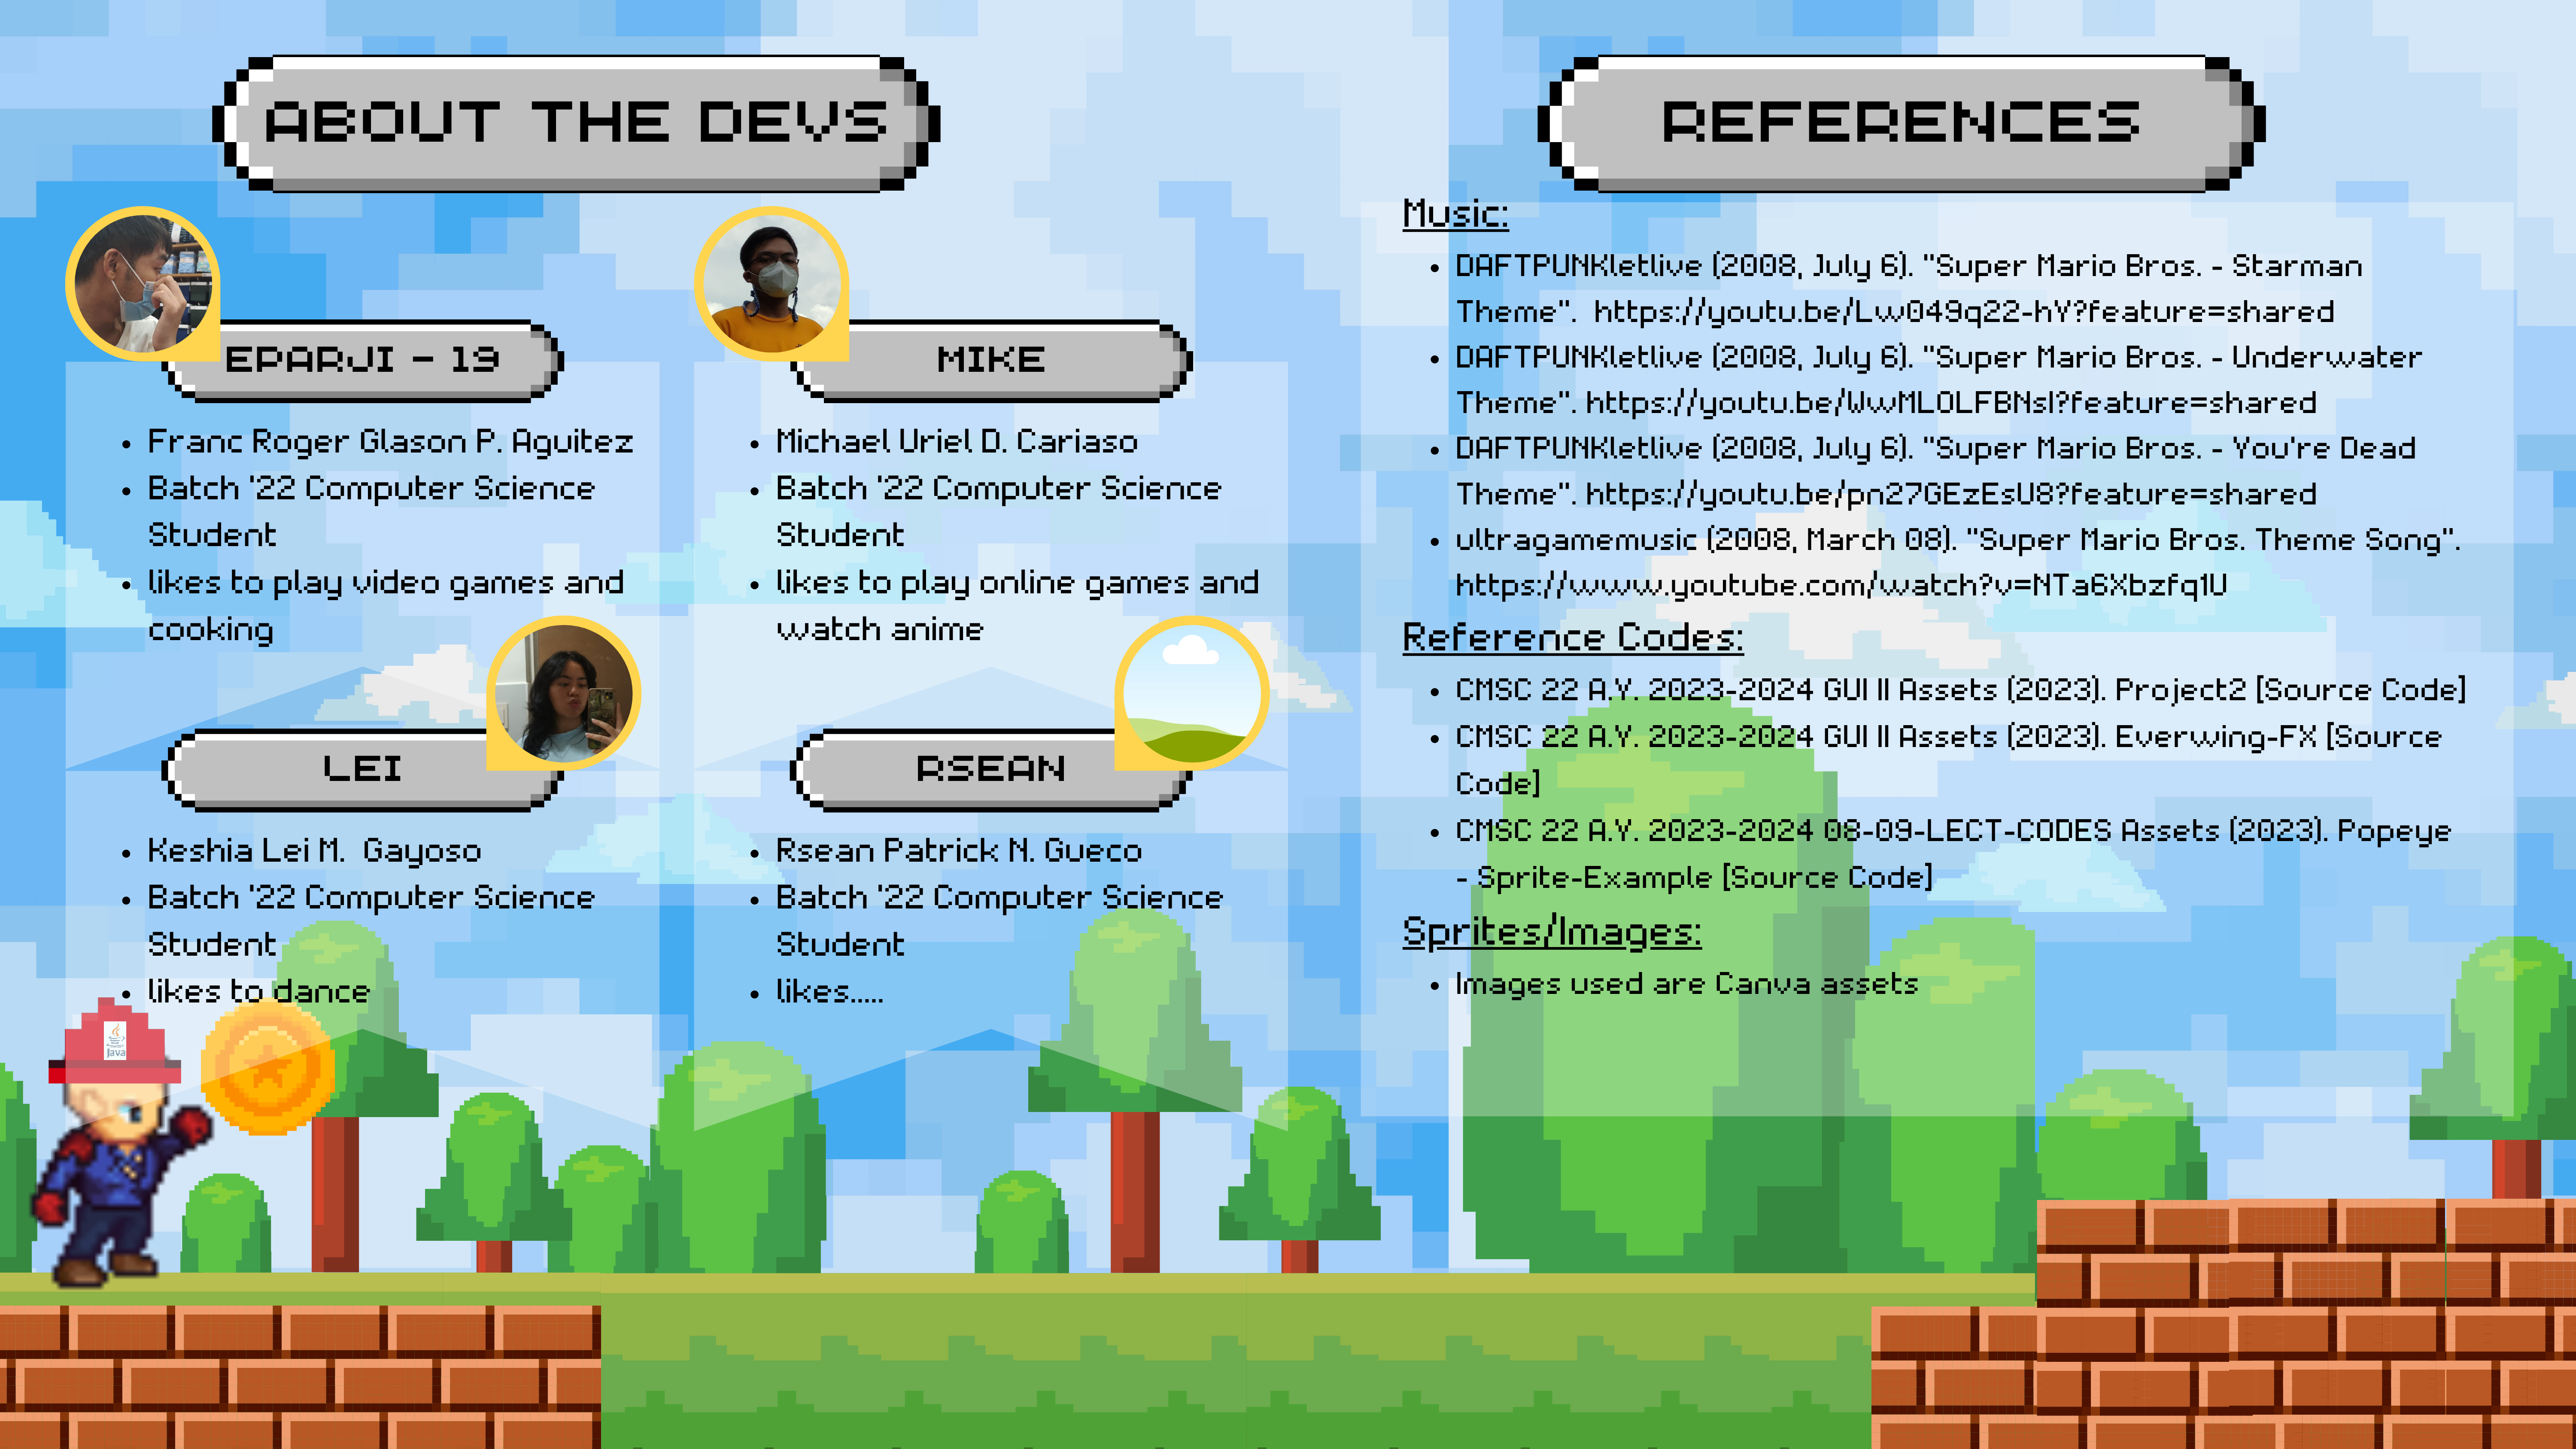 ABOUT THE DEVS
EPARJI - 19
• Franc Roger Glason P. Aguitez
• Batch '22 Computer Science
Student
• likes to play video games and
cooking
MIKE
• Michael Uriel D. Cariaso
• Batch '22 Computer Science
Student
• likes to play online games and
watch anime
LEI
• Keshia Lei M.  Gayoso
• Batch '22 Computer Science
Student
• likes to dance
RSEAN
• Rsean Patrick N. Gueco
• Batch '22 Computer Science
Student
• likes.....
Java
REFERENCES
Music:
• DAFTPUNKletlive (2008, July 6). "Super Mario Bros. - Starman
Theme".  https://youtu.be/Lw049q22-hY?feature=shared
• DAFTPUNKletlive (2008, July 6). "Super Mario Bros. - Underwater
Theme". https://youtu.be/WwML0LFBNsI?feature=shared
• DAFTPUNKletlive (2008, July 6). "Super Mario Bros. - You're Dead
Theme". https://youtu.be/pn27GEzEsU8?feature=shared
• ultragamemusic (2008, March 08). "Super Mario Bros. Theme Song".
https://www.youtube.com/watch?v=NTa6Xbzfq1U
Reference Codes:
• CMSC 22 A.Y. 2023-2024 GUI II Assets (2023). Project2 [Source Code]
• CMSC 22 A.Y. 2023-2024 GUI II Assets (2023). Everwing-FX [Source
Code]
• CMSC 22 A.Y. 2023-2024 08-09-LECT-CODES Assets (2023). Popeye
- Sprite-Example [Source Code]
Sprites/Images:
• Images used are Canva assets